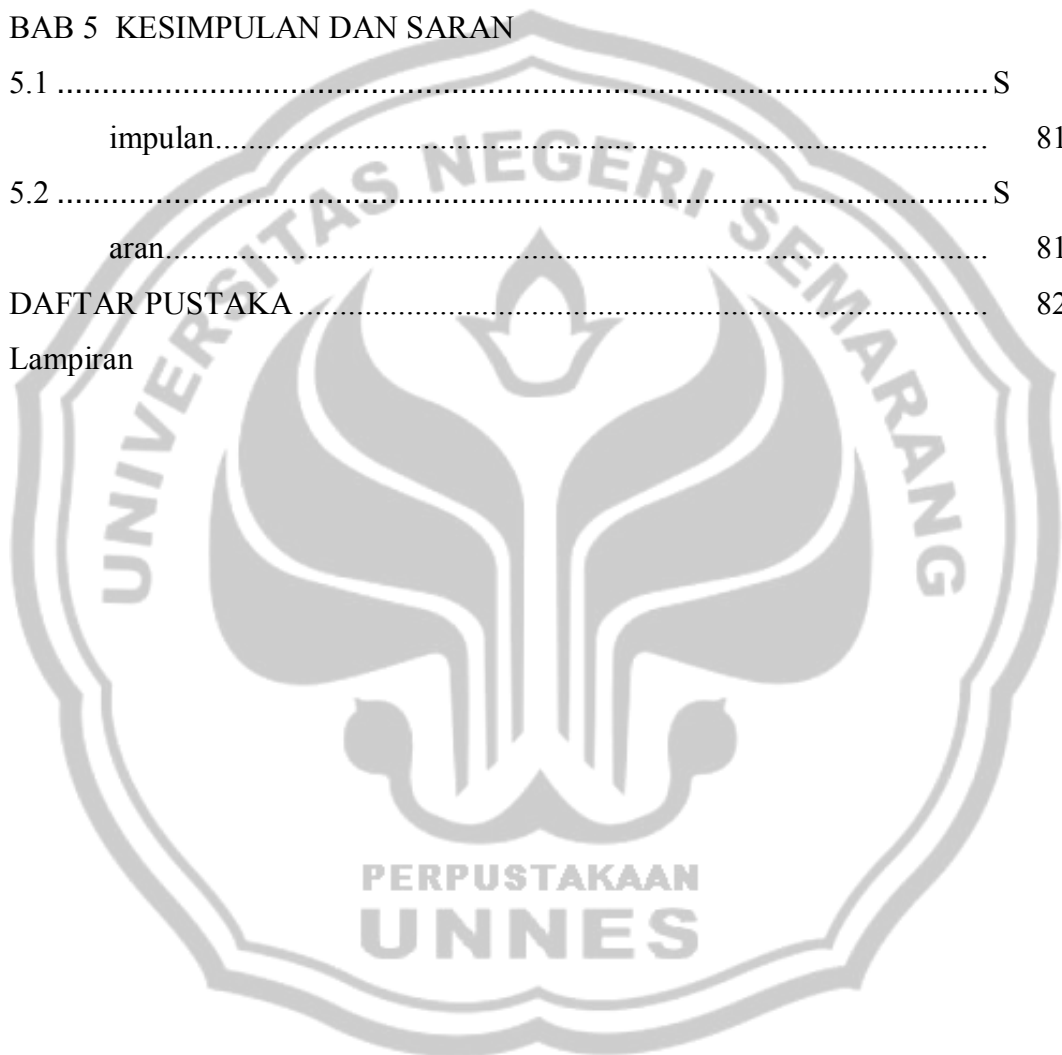 BAB 5  KESIMPULAN DAN SARAN
5.1 ....................................................................................................... S
impulan...................................................................................... 81
5.2 ....................................................................................................... S
aran........................................................................................... 81
DAFTAR PUSTAKA ............................................................................. 82
Lampiran
UNIVERSITAS NEGERI SEMARANG
PERPUSTAKAAN
UNNES